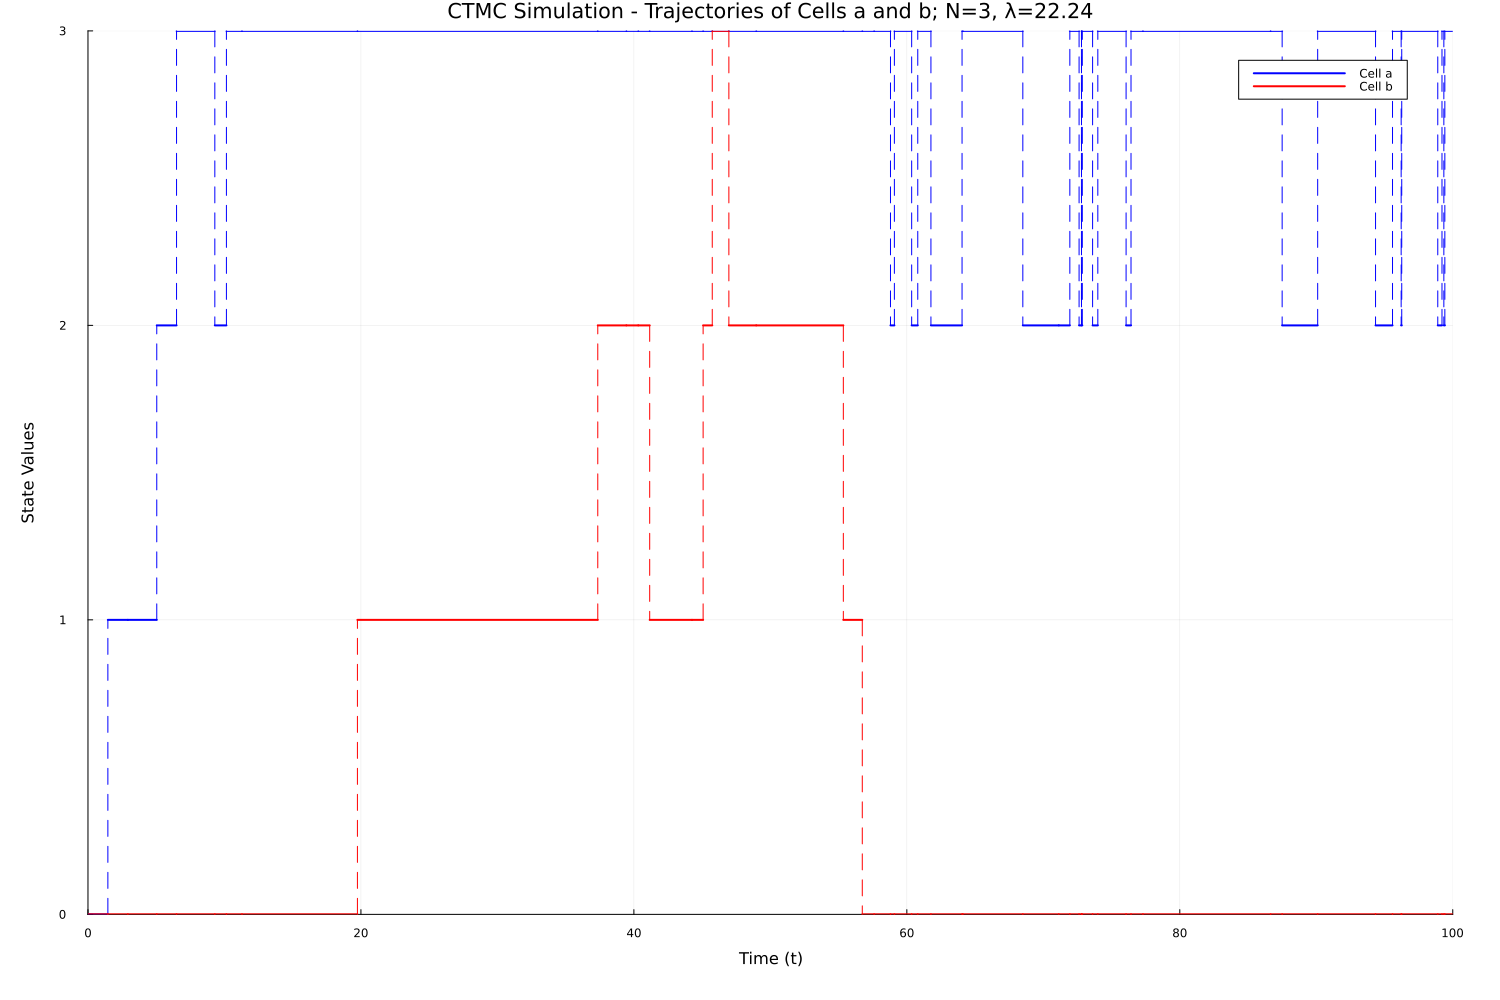 CTMC Simulation - Trajectories of Cells a and b; N=3, λ=22.24
3
Cell a
Cell b
2
State Values
1
0
0 20 40 60 80 100
Time (t)